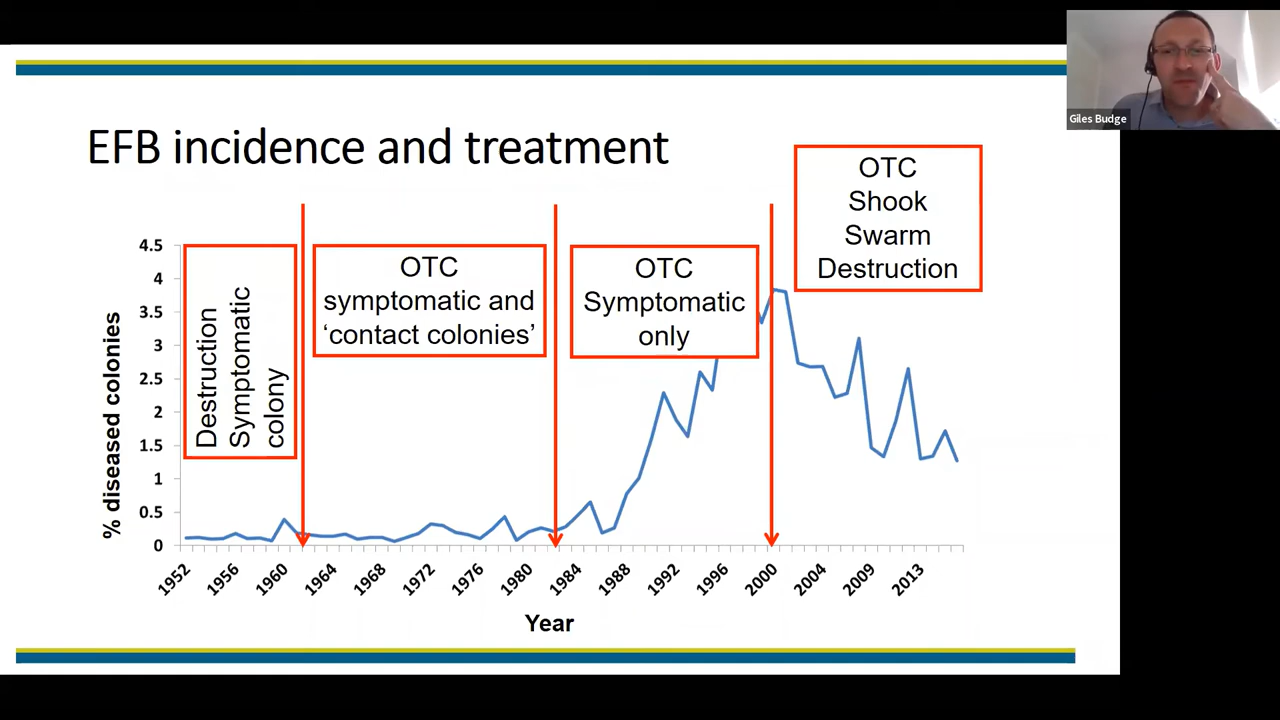 Giles Budge
EFB incidence and treatment
OTC
Shook
Swarm
Destruction
Destruction
Symptomatic
colony
OTC
symptomatic and
‘contact colonies’
OTC
Symptomatic
only
% diseased colonies
4.5
4
3.5
3
2.5
2
1.5
1
0.5
0
1952 1956 1960 1964 1968 1972 1976 1980 1984 1988 1992 1996 2000 2004 2009 2013
Year